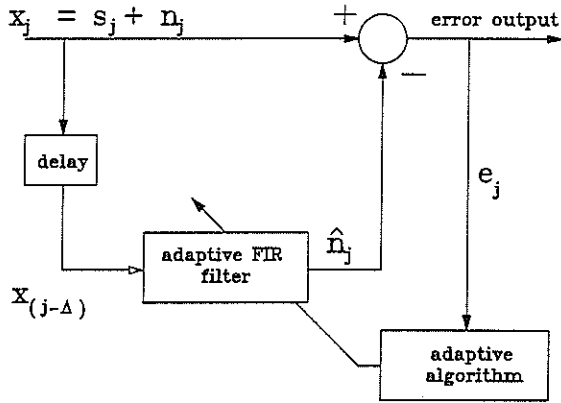 x_j = s_j + n_j
+
error output
−
delay
e_j
n̂_j
adaptive FIR
filter
x_(j-Δ)
adaptive
algorithm